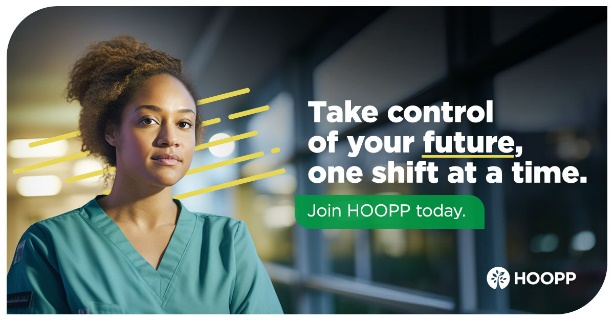 Take control
of your future,
one shift at a time.
Join HOOPP today.
HOOPP